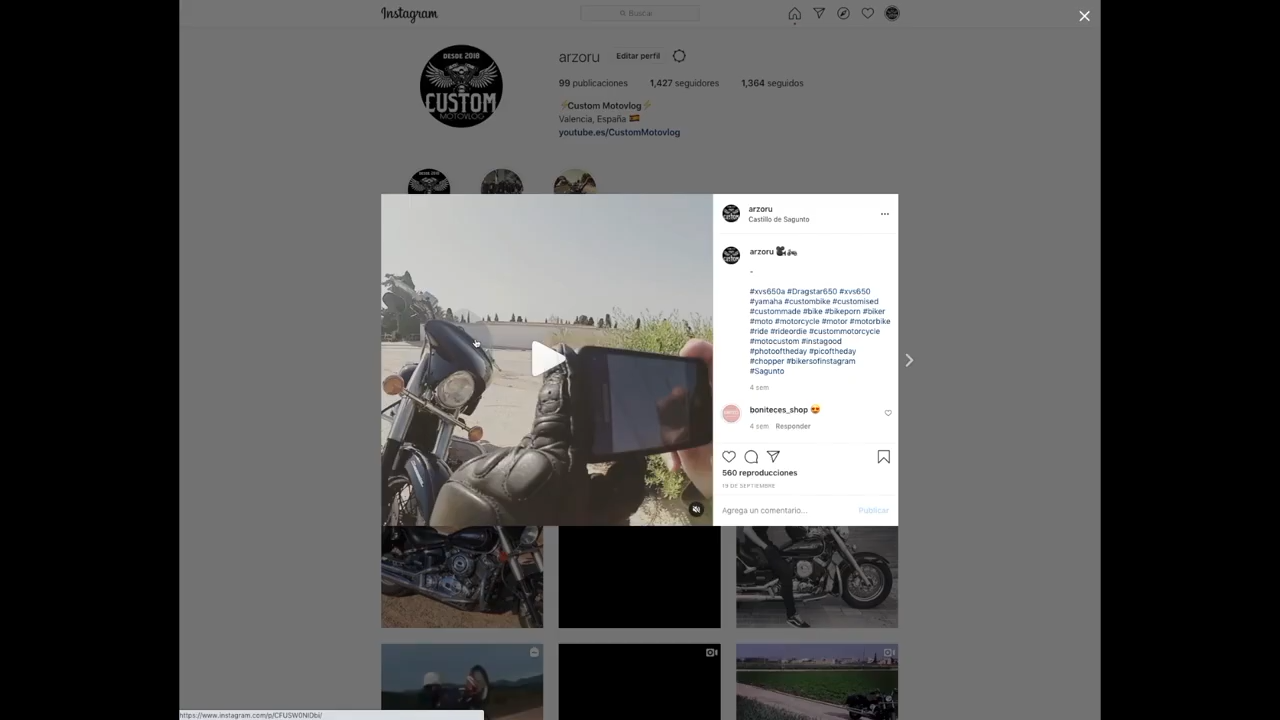 Instagram
Buscar
DESDE 2018
CUSTOM
MOTOVLOG
arzoru
Editar perfil
99 publicaciones
1,427 seguidores
1,364 seguidos
⚡Custom Motovlog⚡
Valencia, España 🇪🇸
youtube.es/CustomMotovlog
arzoru
Castillo de Sagunto
arzoru 🎥🏍
-
#xvs650a #Dragstar650 #xvs650
#yamaha #custombike #customised
#custommade #bike #bikeporn #biker
#moto #motorcycle #motor #motorbike
#ride #rideordie #custommotorcycle
#motocustom #instagood
#photooftheday #picoftheday
#chopper #bikersofinstagram
#Sagunto
4 sem
boniteces_shop 😍
4 sem Responder
560 reproducciones
19 DE SEPTIEMBRE
Agrega un comentario...
Publicar